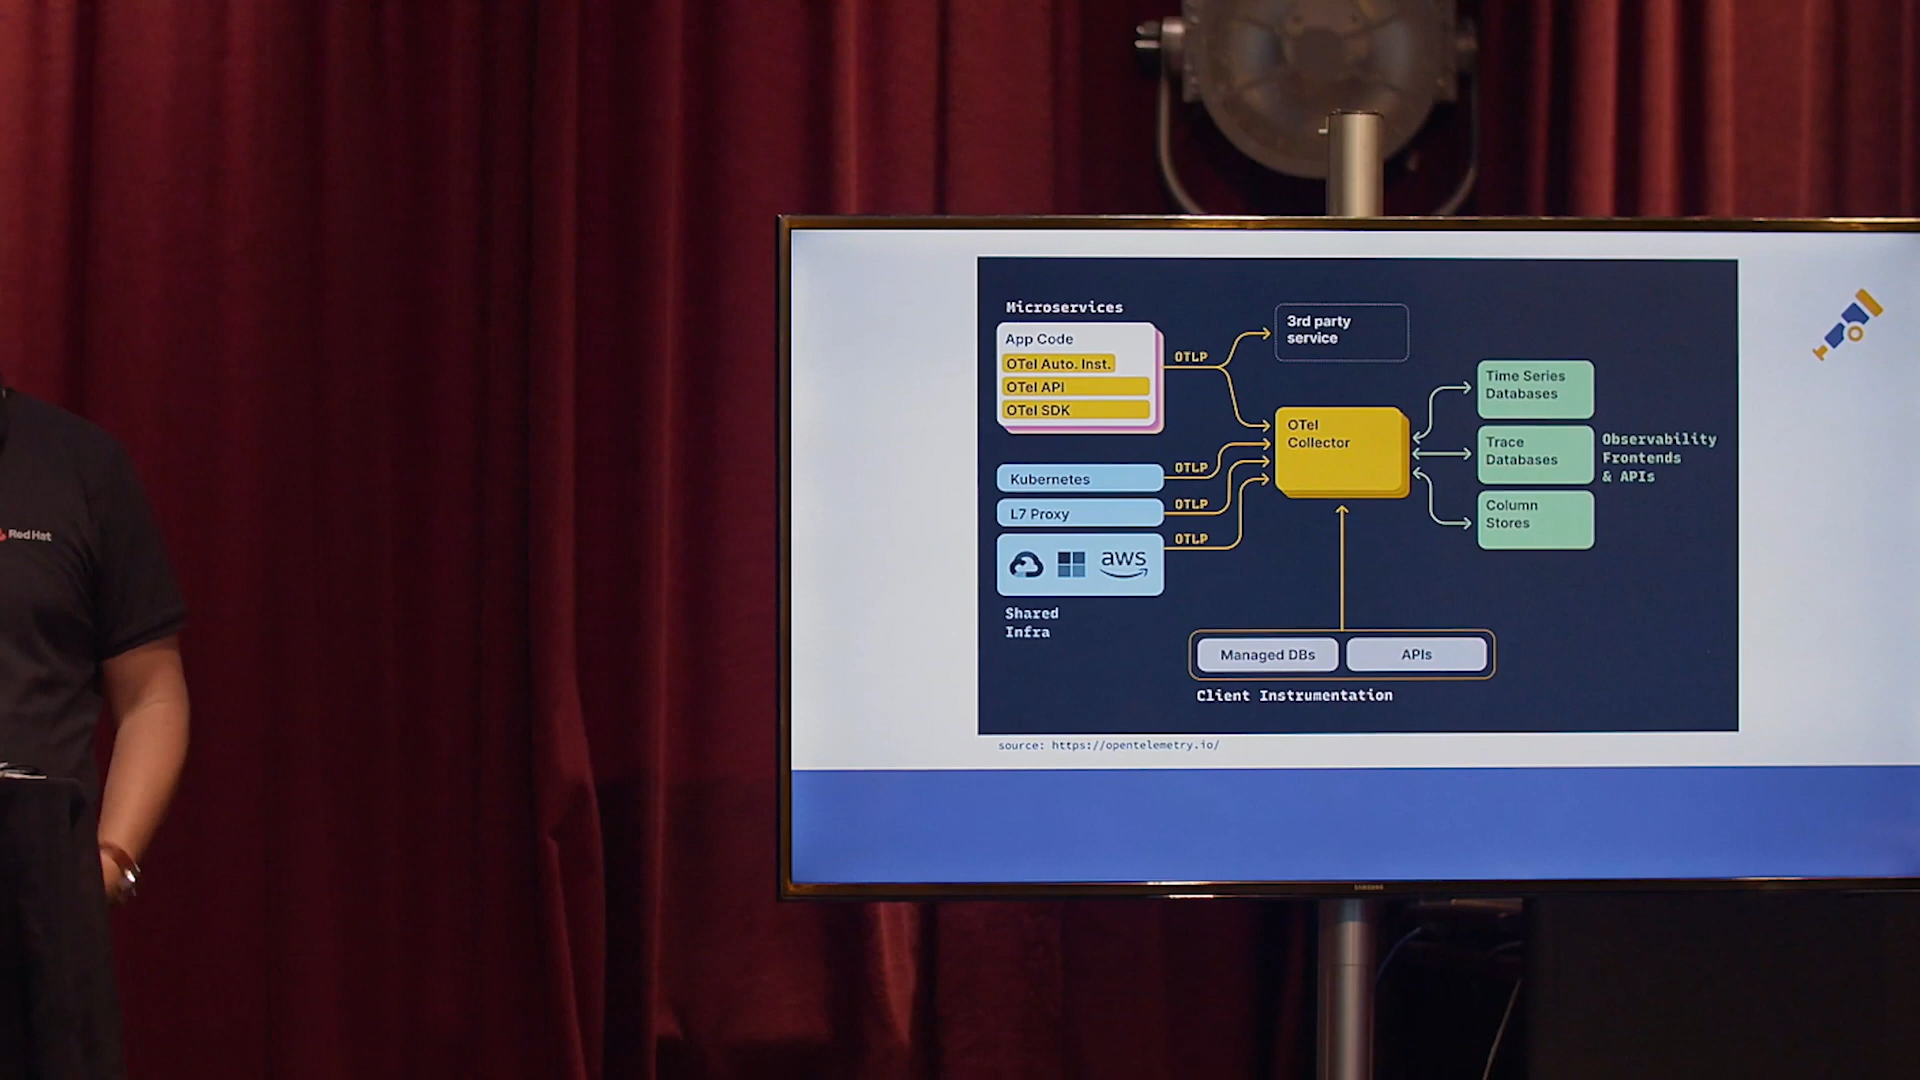 Red Hat
Microservices
App Code
OTel Auto. Inst.
OTel API
OTel SDK
OTLP
3rd party
service
OTel
Collector
Time Series
Databases
Trace
Databases
Column
Stores
Observability
Frontends
& APIs
Kubernetes
OTLP
L7 Proxy
OTLP
aws
OTLP
Shared
Infra
Managed DBs
APIs
Client Instrumentation
source: https://opentelemetry.io/
SAMSUNG